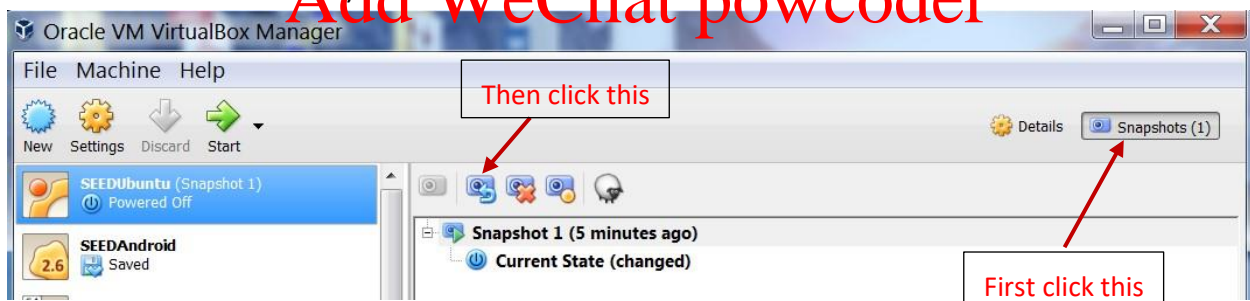 Add WeChat powcoder
Oracle VM VirtualBox Manager
File Machine Help
Then click this
New Settings Discard Start
Details Snapshots (1)
SEEDUbuntu (Snapshot 1)
Powered Off
Snapshot 1 (5 minutes ago)
SEEDAndroid
2.6 Saved
Current State (changed)
First click this